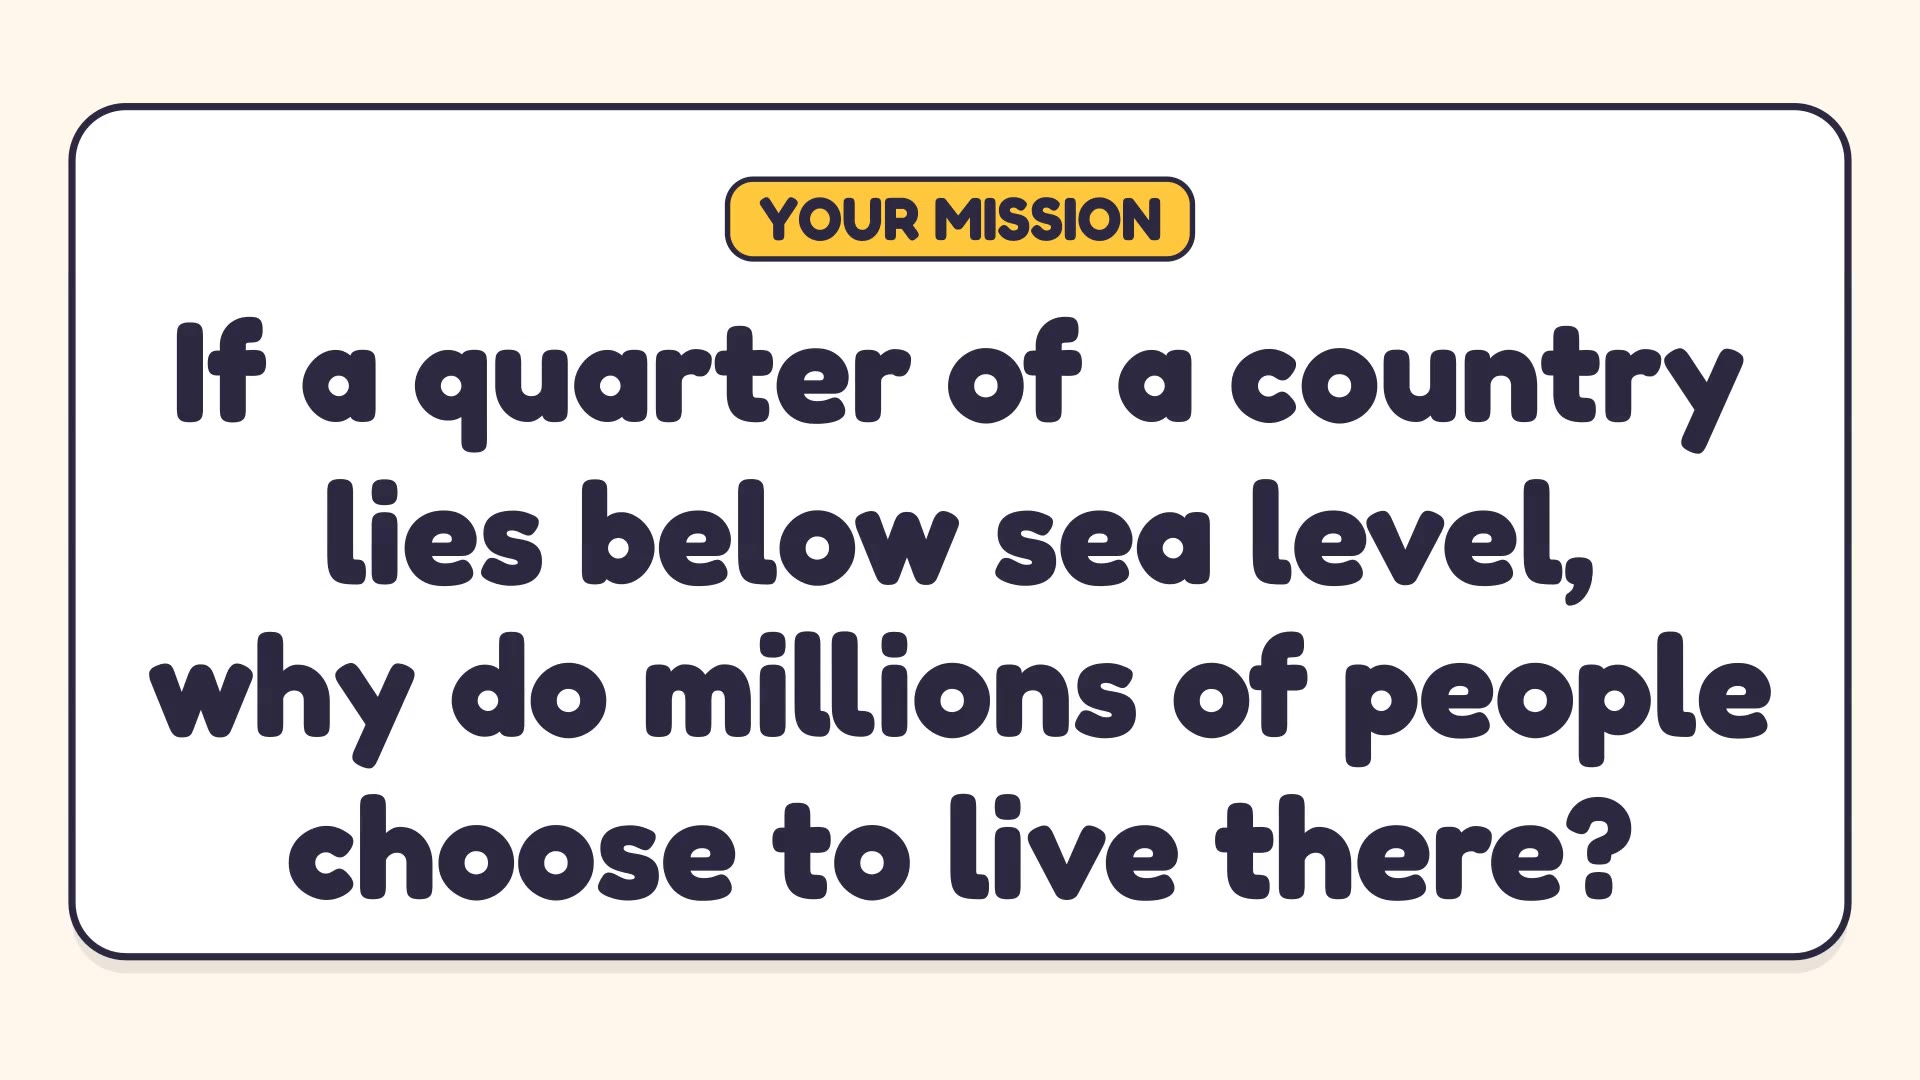 YOUR MISSION
If a quarter of a country
lies below sea level,
why do millions of people
choose to live there?